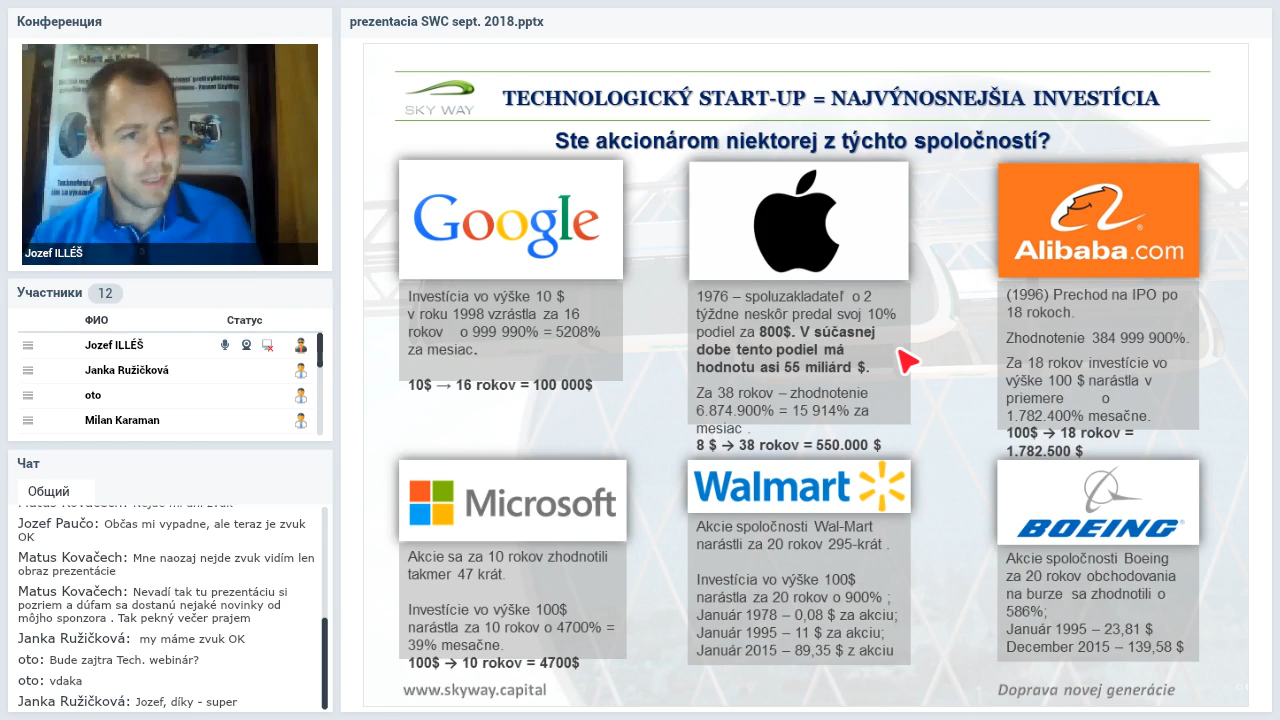 Конференция
Jozef ILLÉŠ
Участники 12
ФИО Статус
Jozef ILLÉŠ
Janka Ružičková
oto
Milan Karaman
Чат
Общий
Jozef Paučo: Občas mi vypadne, ale teraz je zvuk
OK
Matus Kovačech: Mne naozaj nejde zvuk vidím len
obraz prezentácie
Matus Kovačech: Nevadí tak tu prezentáciu si
pozriem a dúfam sa dostanú nejaké novinky od
môjho sponzora . Tak pekný večer prajem
Janka Ružičková: my máme zvuk OK
oto: Bude zajtra Tech. webinár?
oto: vdaka
Janka Ružičková: Jozef, díky - super
prezentacia SWC sept. 2018.pptx
SKY WAY
TECHNOLOGICKÝ START-UP = NAJVÝNOSNEJŠIA INVESTÍCIA
Ste akcionárom niektorej z týchto spoločností?
Google
Investícia vo výške 10 $
v roku 1998 vzrástla za 16
rokov o 999 990% = 5208%
za mesiac.
10$ → 16 rokov = 100 000$
1976 – spoluzakladateľ o 2
týždne neskôr predal svoj 10%
podiel za 800$. V súčasnej
dobe tento podiel má
hodnotu asi 55 miliárd $.
Za 38 rokov – zhodnotenie
6.874.900% = 15 914% za
mesiac .
8 $ → 38 rokov = 550.000 $
Alibaba.com
(1996) Prechod na IPO po
18 rokoch.
Zhodnotenie 384 999 900%.
Za 18 rokov investície vo
výške 100 $ narástla v
priemere o
1.782.400% mesačne.
100$ → 18 rokov =
1.782.500 $
Microsoft
Akcie sa za 10 rokov zhodnotili
takmer 47 krát.
Investície vo výške 100$
narástla za 10 rokov o 4700% =
39% mesačne.
100$ → 10 rokov = 4700$
Walmart
Akcie spoločnosti Wal-Mart
narástli za 20 rokov 295-krát .
Investícia vo výške 100$
narástla za 20 rokov o 900% ;
Január 1978 – 0,08 $ za akciu;
Január 1995 – 11 $ za akciu;
Január 2015 – 89,35 $ z akciu
BOEING
Akcie spoločnosti Boeing
za 20 rokov obchodovania
na burze sa zhodnotili o
586%;
Január 1995 – 23,81 $
December 2015 – 139,58 $
www.skyway.capital
Doprava novej generácie